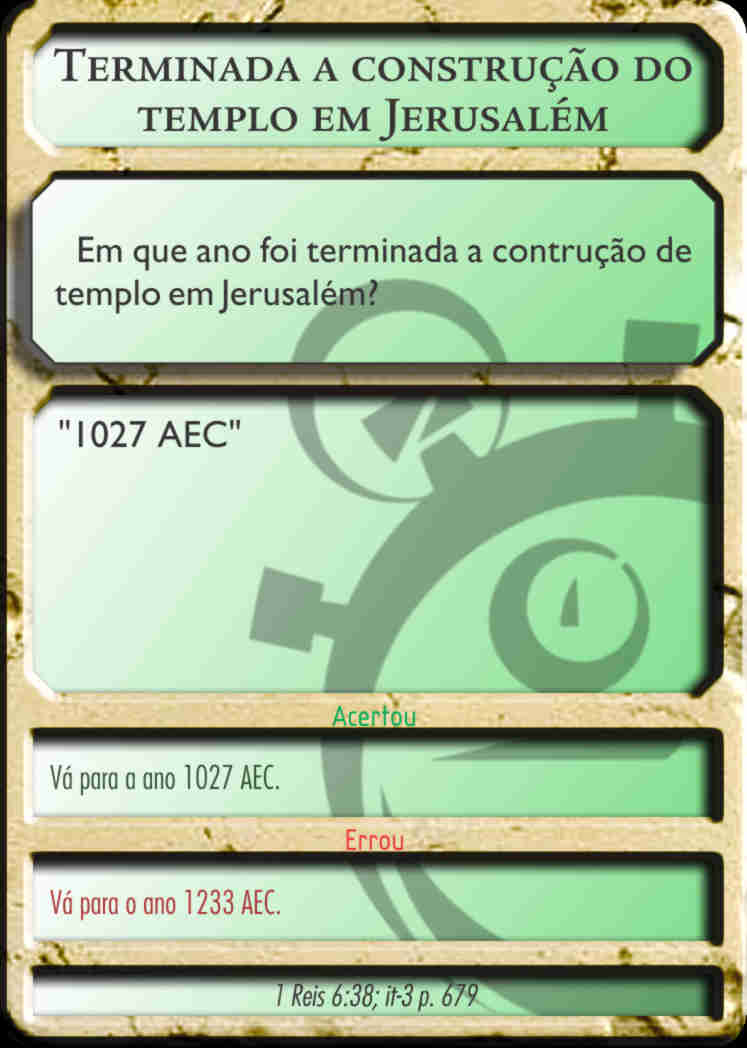 Terminada a construção do
templo em Jerusalém
Em que ano foi terminada a contrução de
templo em Jerusalém?
"1027 AEC"
Acertou
Vá para a ano 1027 AEC.
Errou
Vá para o ano 1233 AEC.
1 Reis 6:38; it-3 p. 679